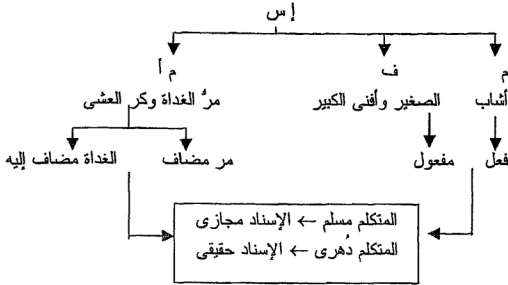 إ س
م ف م أ
أشاب الصغير وأفنى الكبير مرُّ الغداة وكر العشى
فعل مفعول مر مضاف الغداة مضاف إليه
المتكلم مسلم ← الإسناد مجازى
المتكلم دُهرى ← الإسناد حقيقى